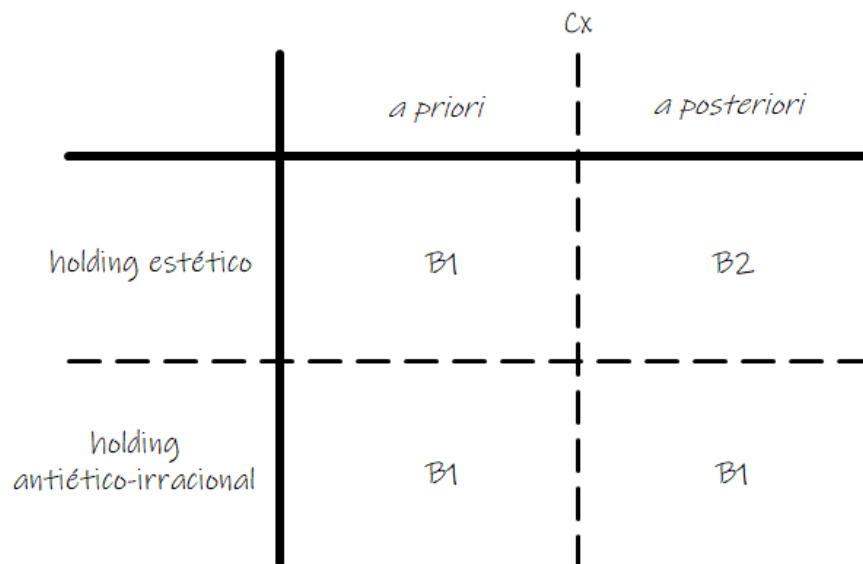 Cx
a priori
a posteriori
holding estético
B1
B2
holding
antiético-irracional
B1
B1